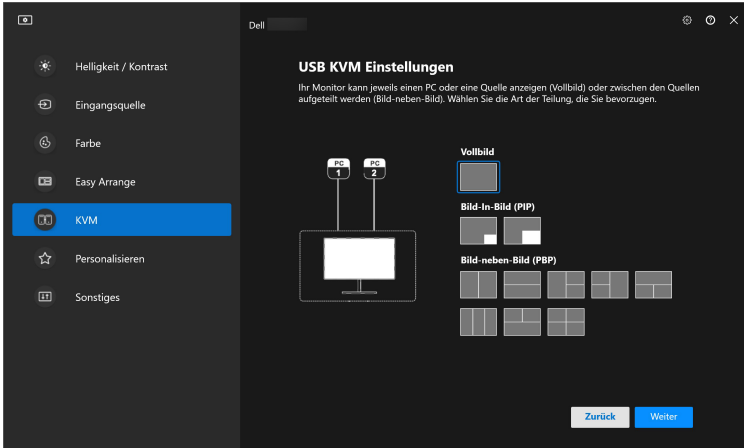 Dell
Helligkeit / Kontrast
Eingangsquelle
Farbe
Easy Arrange
KVM
Personalisieren
Sonstiges
USB KVM Einstellungen
Ihr Monitor kann jeweils einen PC oder eine Quelle anzeigen (Vollbild) oder zwischen den Quellen
aufgeteilt werden (Bild-neben-Bild). Wählen Sie die Art der Teilung, die Sie bevorzugen.
PC
1
PC
2
Vollbild
Bild-In-Bild (PIP)
Bild-neben-Bild (PBP)
Zurück
Weiter